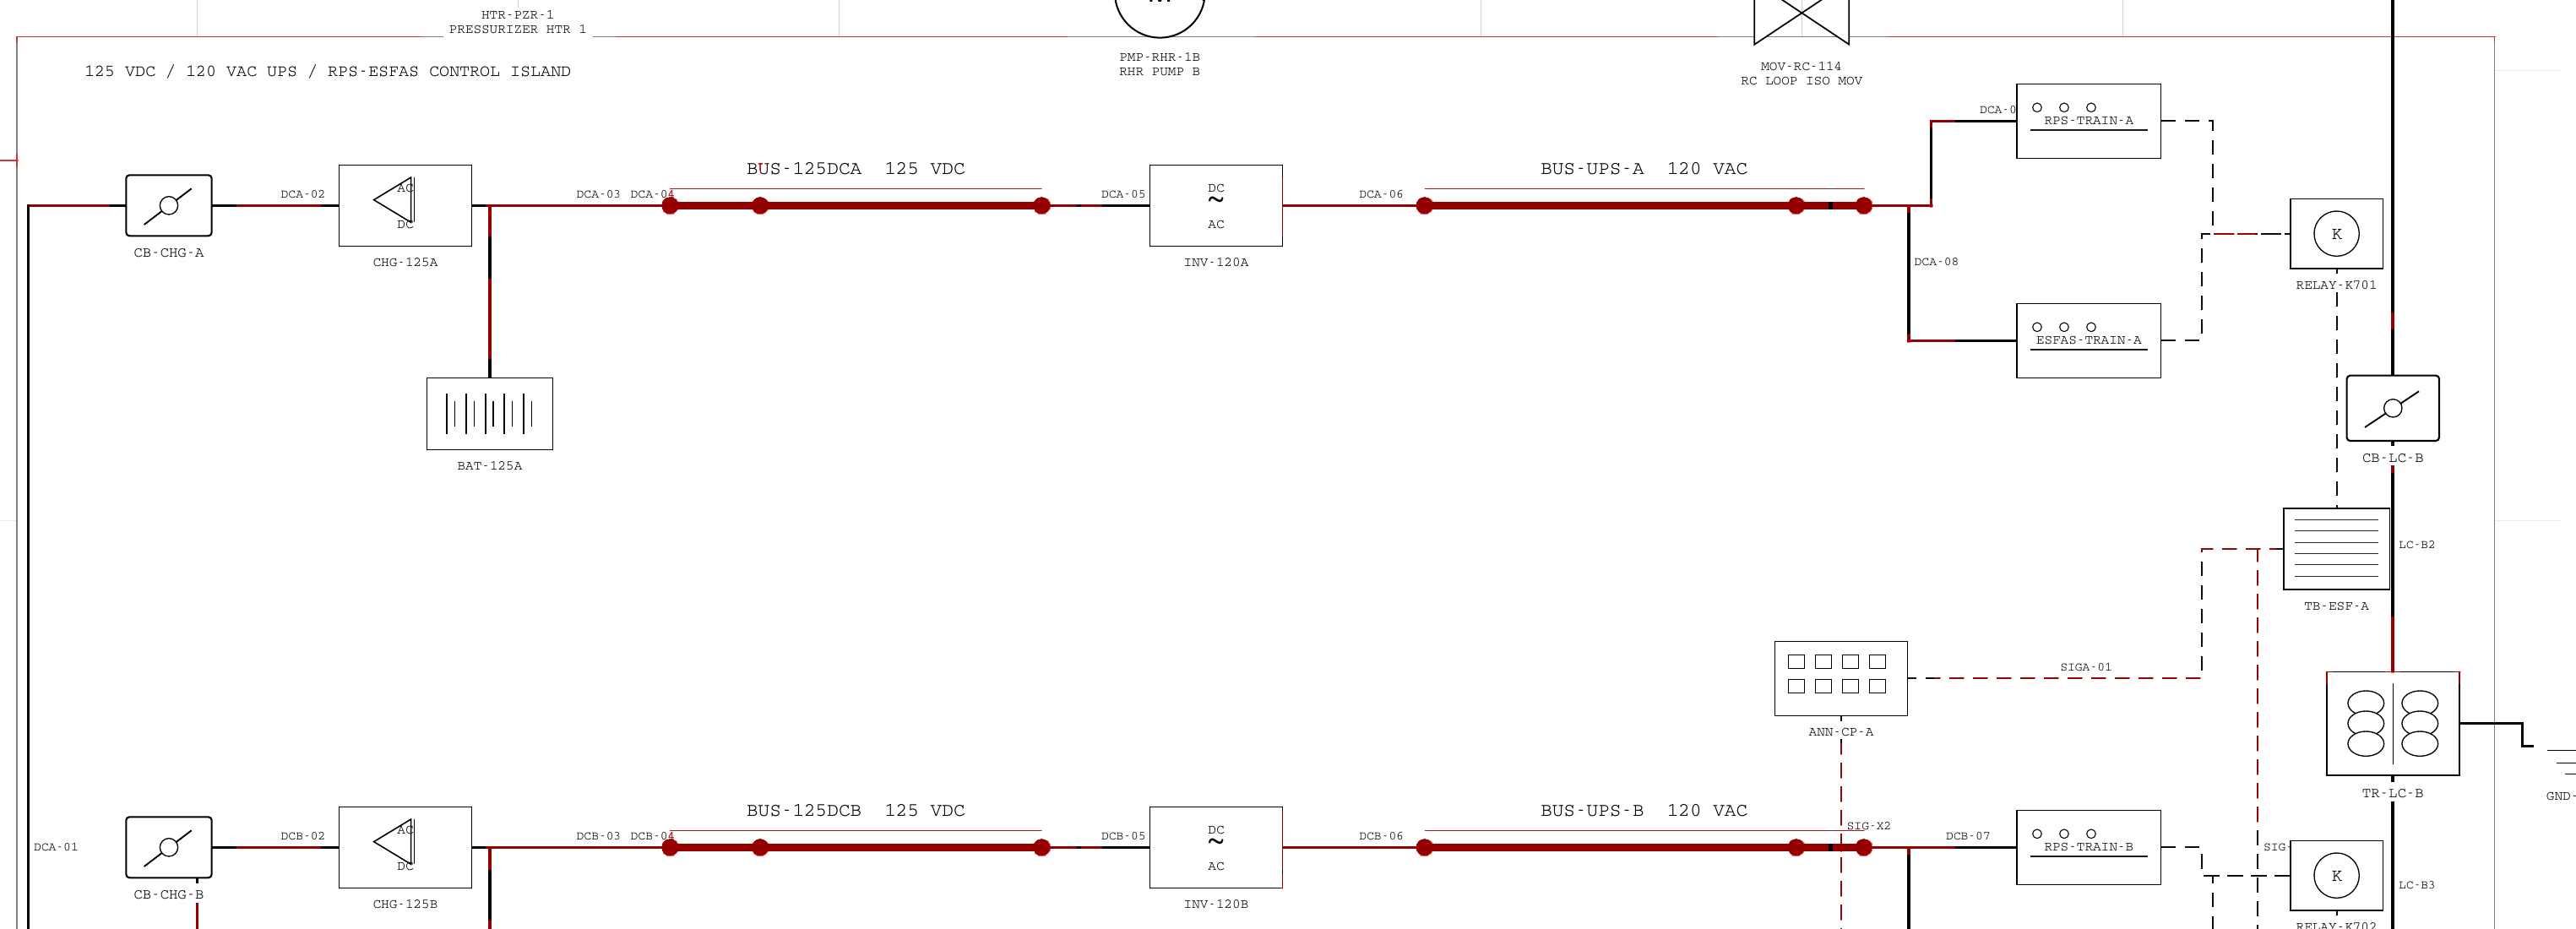 HTR-PZR-1
PRESSURIZER HTR 1
PMP-RHR-1B
RHR PUMP B
MOV-RC-114
RC LOOP ISO MOV
125 VDC / 120 VAC UPS / RPS-ESFAS CONTROL ISLAND
DCA-0
RPS-TRAIN-A
BUS-125DCA 125 VDC
BUS-UPS-A 120 VAC
DCA-02
AC
DC
DCA-03
DCA-04
DCA-05
DC
~
AC
DCA-06
K
CB-CHG-A
CHG-125A
INV-120A
DCA-08
RELAY-K701
ESFAS-TRAIN-A
BAT-125A
CB-LC-B
LC-B2
TB-ESF-A
SIGA-01
ANN-CP-A
TR-LC-B
GND-
BUS-125DCB 125 VDC
BUS-UPS-B 120 VAC
SIG-X2
DCA-01
DCB-02
AC
DC
DCB-03
DCB-04
DCB-05
DC
~
AC
DCB-06
DCB-07
RPS-TRAIN-B
SIG-
K
LC-B3
CB-CHG-B
CHG-125B
INV-120B
RELAY-K702